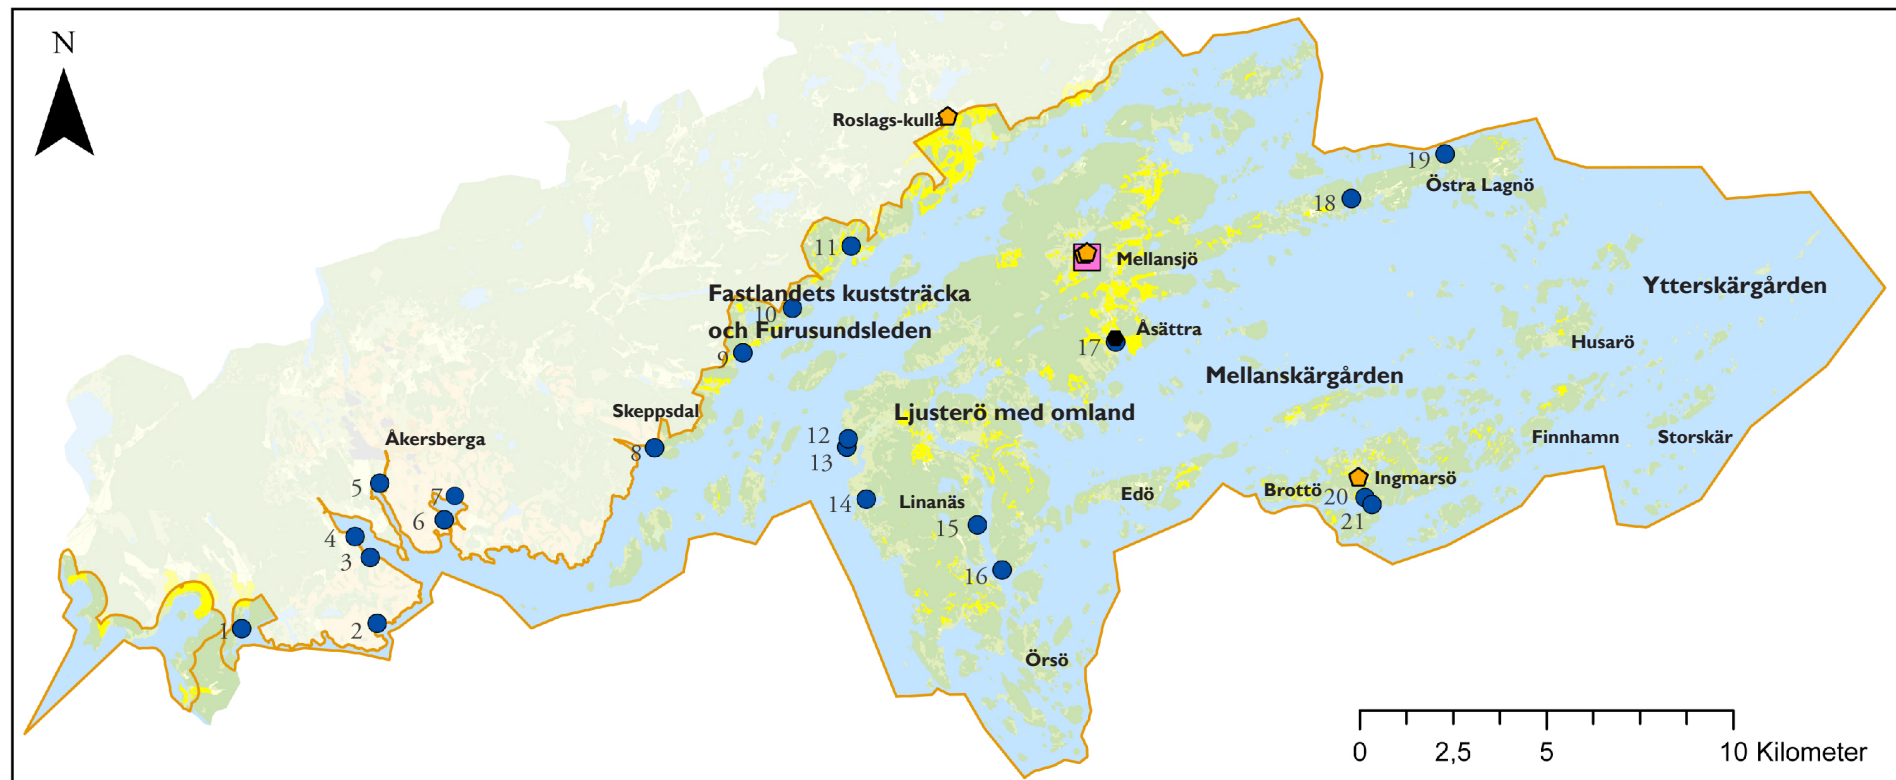 N
Roslags-kulla
19
Östra Lagnö
18
11
Mellansjö
Ytterskärgården
Fastlandets kuststräcka
10
och Furusundsleden
Åsättra
17
Husarö
9
Mellanskärgården
Skeppsdal
Ljusterö med omland
Åkersberga
12
Finnhamn
Storskär
8
13
5
7
14
Linanäs
Edö
Brottö
Ingmarsö
20
6
15
21
4
3
16
1
2
Örsö
0
2,5
5
10 Kilometer